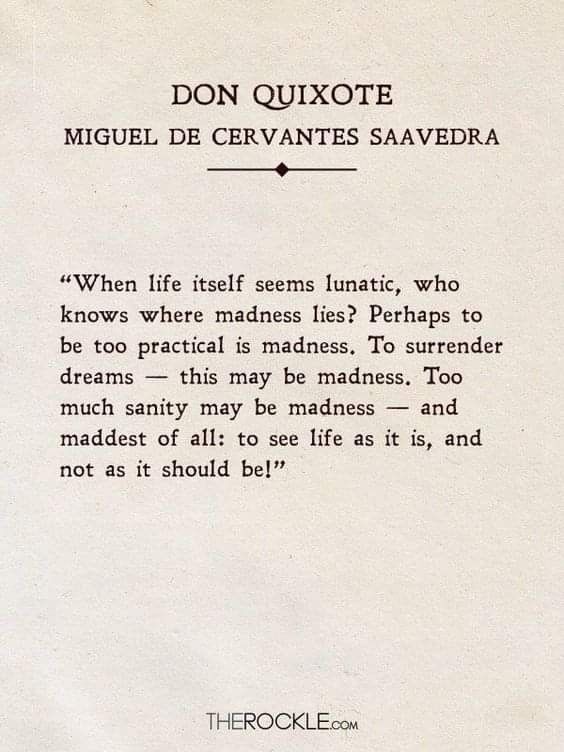 DON QUIXOTE
MIGUEL DE CERVANTES SAAVEDRA
“When life itself seems lunatic, who
knows where madness lies? Perhaps to
be too practical is madness. To surrender
dreams — this may be madness. Too
much sanity may be madness — and
maddest of all: to see life as it is, and
not as it should be!”
THEROCKLE.COM